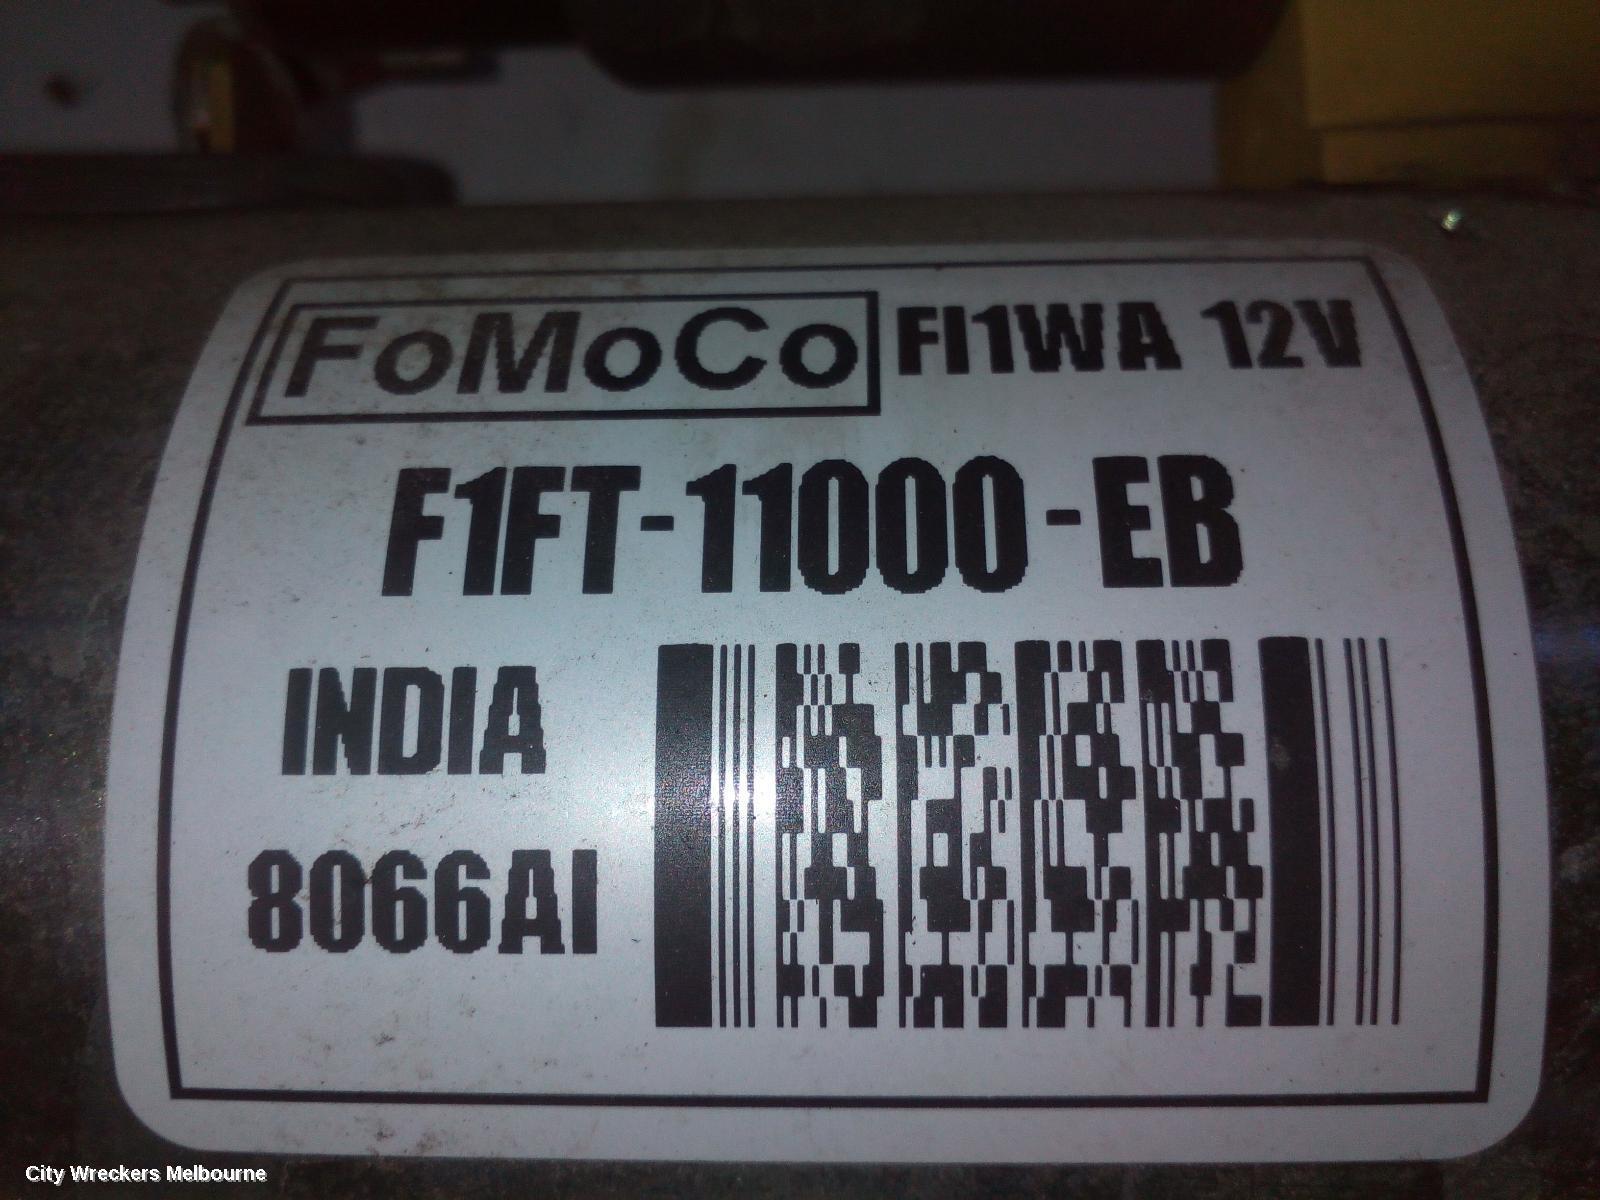 FoMoCo FI1WA 12V
F1FT-11000-EB
INDIA
8066AI
City Wreckers Melbourne